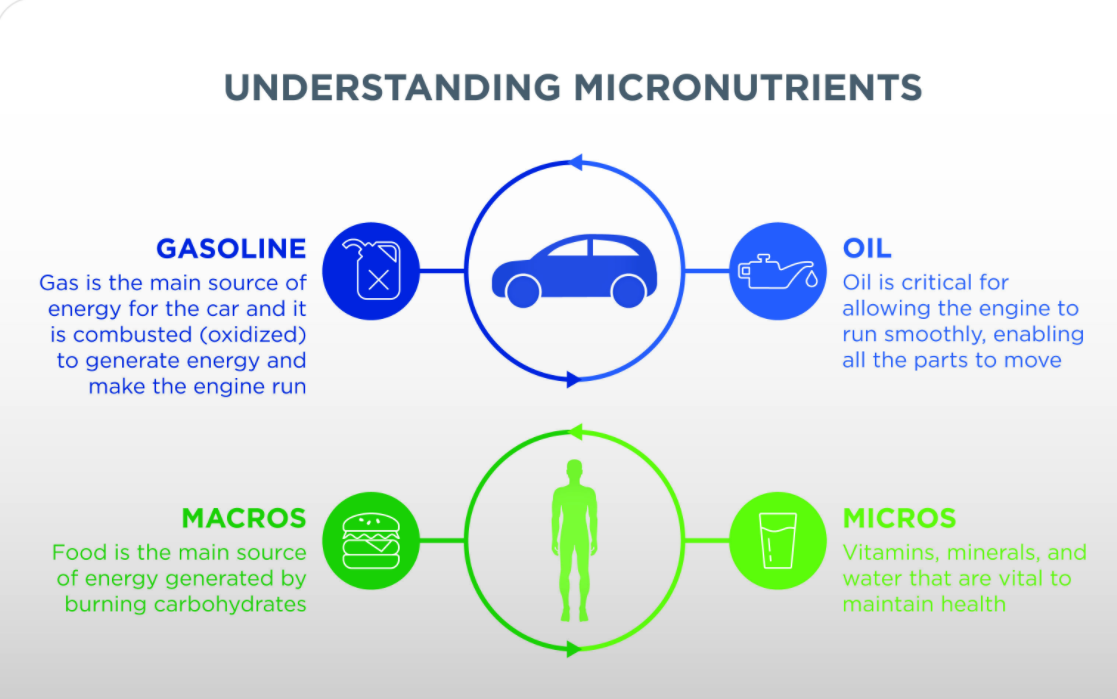 UNDERSTANDING MICRONUTRIENTS
GASOLINE
Gas is the main source of
energy for the car and it
is combusted (oxidized)
to generate energy and
make the engine run
OIL
Oil is critical for
allowing the engine to
run smoothly, enabling
all the parts to move
MACROS
Food is the main source
of energy generated by
burning carbohydrates
MICROS
Vitamins, minerals, and
water that are vital to
maintain health